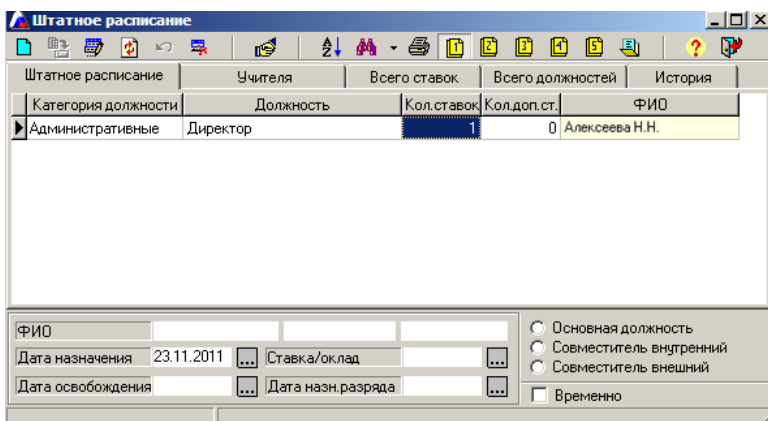 Штатное расписание
Штатное расписание Учителя Всего ставок Всего должностей История
Категория должности Должность Кол.ставок Кол.доп.ст. ФИО
Административные Директор 1 0 Алексеева Н.Н.
ФИО
Дата назначения 23.11.2011 ... Ставка/оклад ...
Дата освобождения ... Дата назн.разряда ...
Основная должность
Совместитель внутренний
Совместитель внешний
Временно